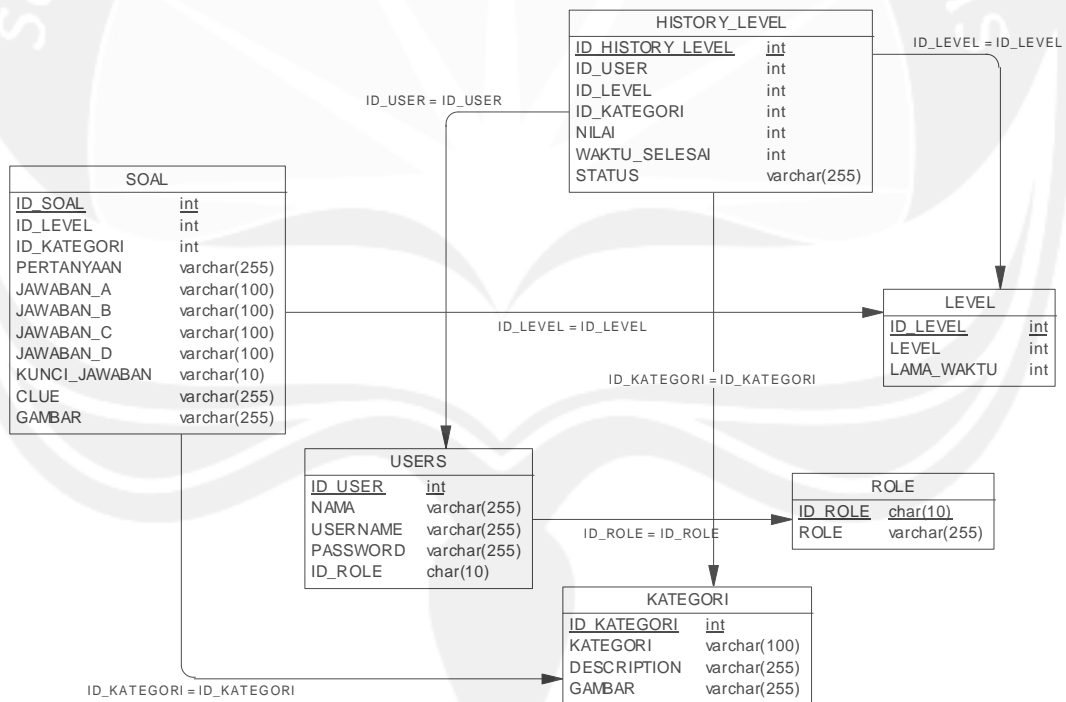 HISTORY_LEVEL
ID_HISTORY_LEVEL int
ID_USER int
ID_LEVEL int
ID_KATEGORI int
NILAI int
WAKTU_SELESAI int
STATUS varchar(255)
ID_LEVEL = ID_LEVEL
ID_USER = ID_USER
SOAL
ID_SOAL int
ID_LEVEL int
ID_KATEGORI int
PERTANYAAN varchar(255)
JAWABAN_A varchar(100)
JAWABAN_B varchar(100)
JAWABAN_C varchar(100)
JAWABAN_D varchar(100)
KUNCI_JAWABAN varchar(10)
CLUE varchar(255)
GAMBAR varchar(255)
ID_LEVEL = ID_LEVEL
LEVEL
ID_LEVEL int
LEVEL int
LAMA_WAKTU int
ID_KATEGORI = ID_KATEGORI
USERS
ID_USER int
NAMA varchar(255)
USERNAME varchar(255)
PASSWORD varchar(255)
ID_ROLE char(10)
ID_ROLE = ID_ROLE
ROLE
ID_ROLE char(10)
ROLE varchar(255)
KATEGORI
ID_KATEGORI int
KATEGORI varchar(100)
DESCRIPTION varchar(255)
GAMBAR varchar(255)
ID_KATEGORI = ID_KATEGORI